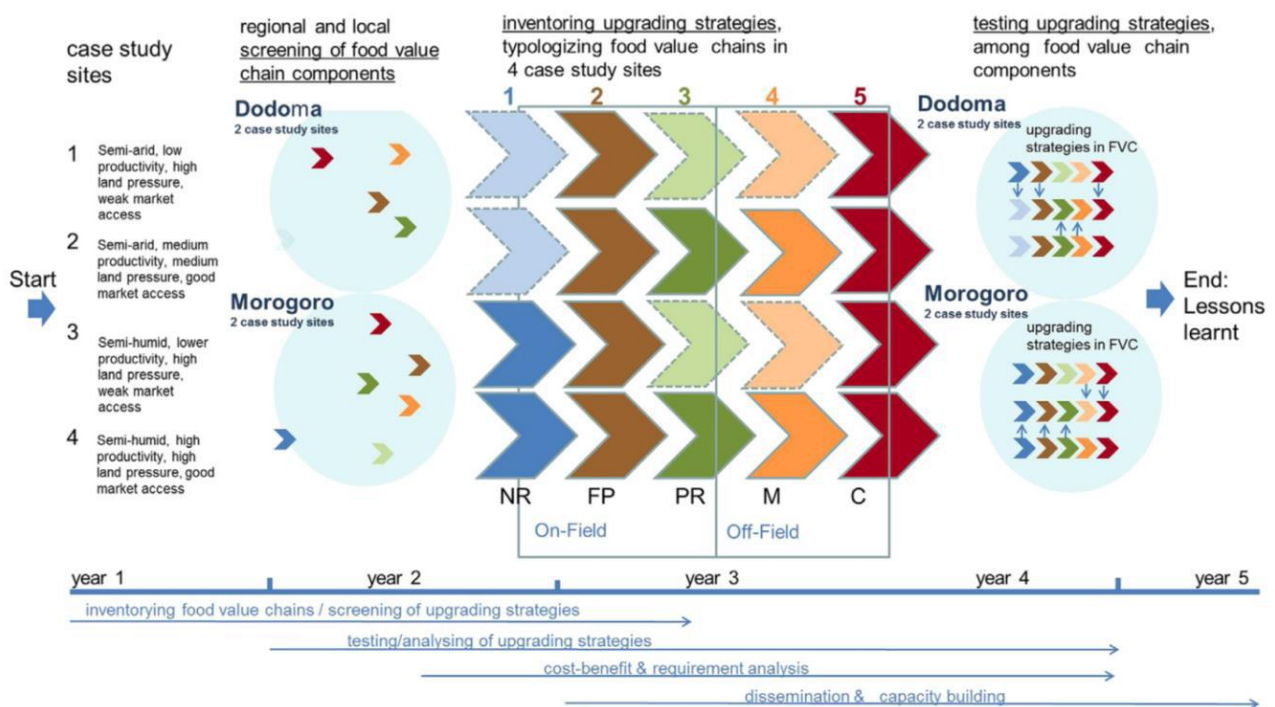 case study
sites
regional and local
screening of food value
chain components
inventoring upgrading strategies,
typologizing food value chains in
4 case study sites
testing upgrading strategies,
among food value chain
components
Start
1
Semi-arid, low
productivity, high
land pressure,
weak market
access
2
Semi-arid, medium
productivity, medium
land pressure, good
market access
3
Semi-humid, lower
productivity, high
land pressure,
weak market
access
4
Semi-humid, high
productivity, high
land pressure, good
market access
Dodoma
2 case study sites
Morogoro
2 case study sites
1 2 3 4 5
NR FP PR M C
On-Field Off-Field
Dodoma
2 case study sites
upgrading
strategies in FVC
Morogoro
2 case study sites
upgrading
strategies in FVC
End:
Lessons
learnt
year 1 year 2 year 3 year 4 year 5
inventorying food value chains / screening of upgrading strategies
testing/analysing of upgrading strategies
cost-benefit & requirement analysis
dissemination & capacity building